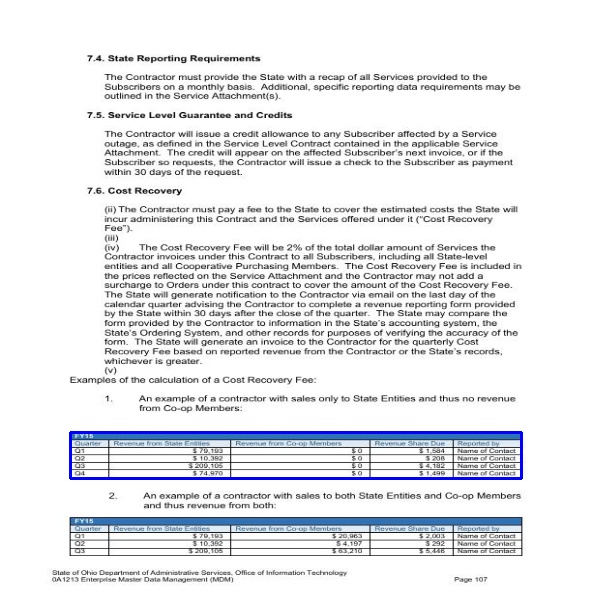 7.4. State Reporting Requirements
The Contractor must provide the State with a recap of all Services provided to the
Subscribers on a monthly basis. Additional, specific reporting data requirements may be
outlined in the Service Attachment(s).
7.5. Service Level Guarantee and Credits
The Contractor will issue a credit allowance to any Subscriber affected by a Service
outage, as defined in the Service Level Contract contained in the applicable Service
Attachment. The credit will appear on the affected Subscriber's next invoice, or if the
Subscriber so requests, the Contractor will issue a check to the Subscriber as payment
within 30 days of the request.
7.6. Cost Recovery
(ii) The Contractor must pay a fee to the State to cover the estimated costs the State will
incur administering this Contract and the Services offered under it ("Cost Recovery
Fee").
(iii)
(iv) The Cost Recovery Fee will be 2% of the total dollar amount of Services the
Contractor invoices under this Contract to all Subscribers, including all State-level
entities and all Cooperative Purchasing Members. The Cost Recovery Fee is included in
the prices reflected on the Service Attachment and the Contractor may not add a
surcharge to Orders under this contract to cover the amount of the Cost Recovery Fee.
The State will generate notification to the Contractor via email on the last day of the
calendar quarter advising the Contractor to complete a revenue reporting form provided
by the State within 30 days after the close of the quarter. The State may compare the
form provided by the Contractor to information in the State's accounting system, the
State's Ordering System, and other records for purposes of verifying the accuracy of the
form. The State will generate an invoice to the Contractor for the quarterly Cost
Recovery Fee based on reported revenue from the Contractor or the State's records,
whichever is greater.
(v)
Examples of the calculation of a Cost Recovery Fee:
1. An example of a contractor with sales only to State Entities and thus no revenue
from Co-op Members:
FY15
Quarter Revenue from State Entities Revenue from Co-op Members Revenue Share Due Reported by
Q1 $ 79,193 $ 0 $ 1,584 Name of Contact
Q2 $ 10,392 $ 0 $ 208 Name of Contact
Q3 $ 209,105 $ 0 $ 4,182 Name of Contact
Q4 $ 74,970 $ 0 $ 1,499 Name of Contact
2. An example of a contractor with sales to both State Entities and Co-op Members
and thus revenue from both:
FY15
Quarter Revenue from State Entities Revenue from Co-op Members Revenue Share Due Reported by
Q1 $ 79,193 $ 20,963 $ 2,003 Name of Contact
Q2 $ 10,392 $ 4,197 $ 292 Name of Contact
Q3 $ 209,105 $ 63,210 $ 5,446 Name of Contact
State of Ohio Department of Administrative Services, Office of Information Technology
0A1213 Enterprise Master Data Management (MDM) Page 107